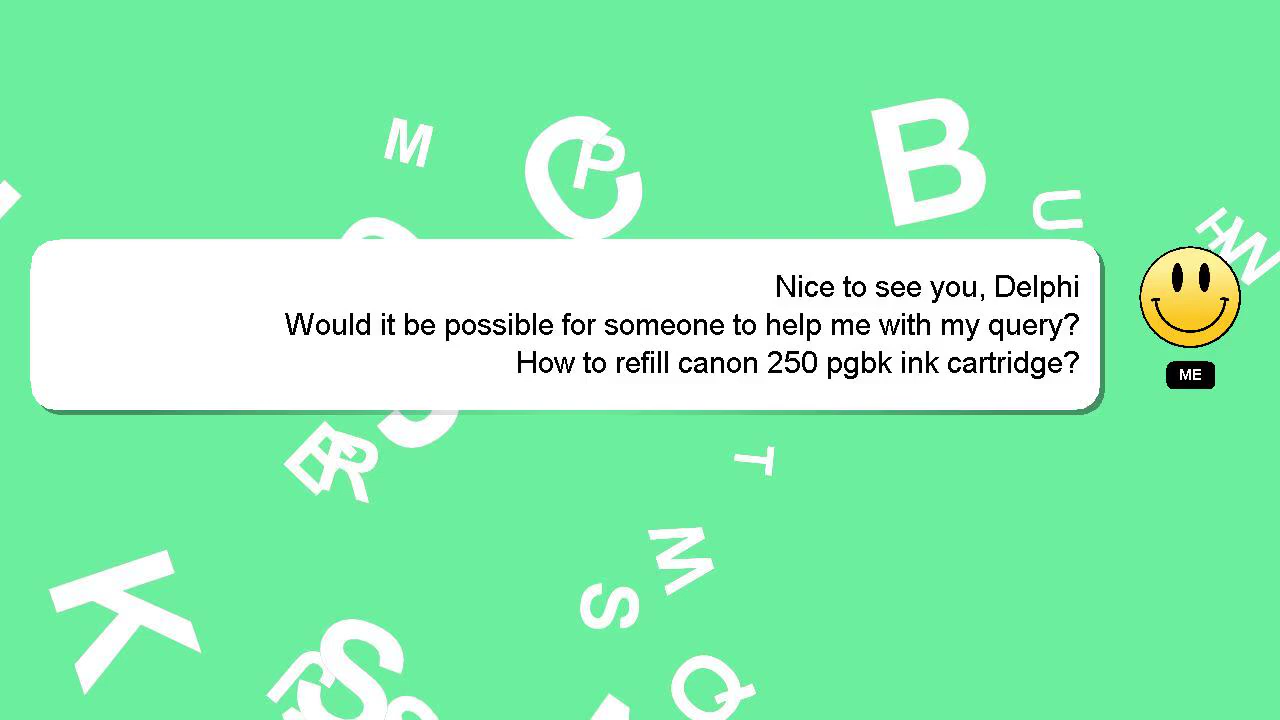 Nice to see you, Delphi
Would it be possible for someone to help me with my query?
How to refill canon 250 pgbk ink cartridge?
ME
M
C
P
B
U
H
W
R
T
K
M
S
S
Q